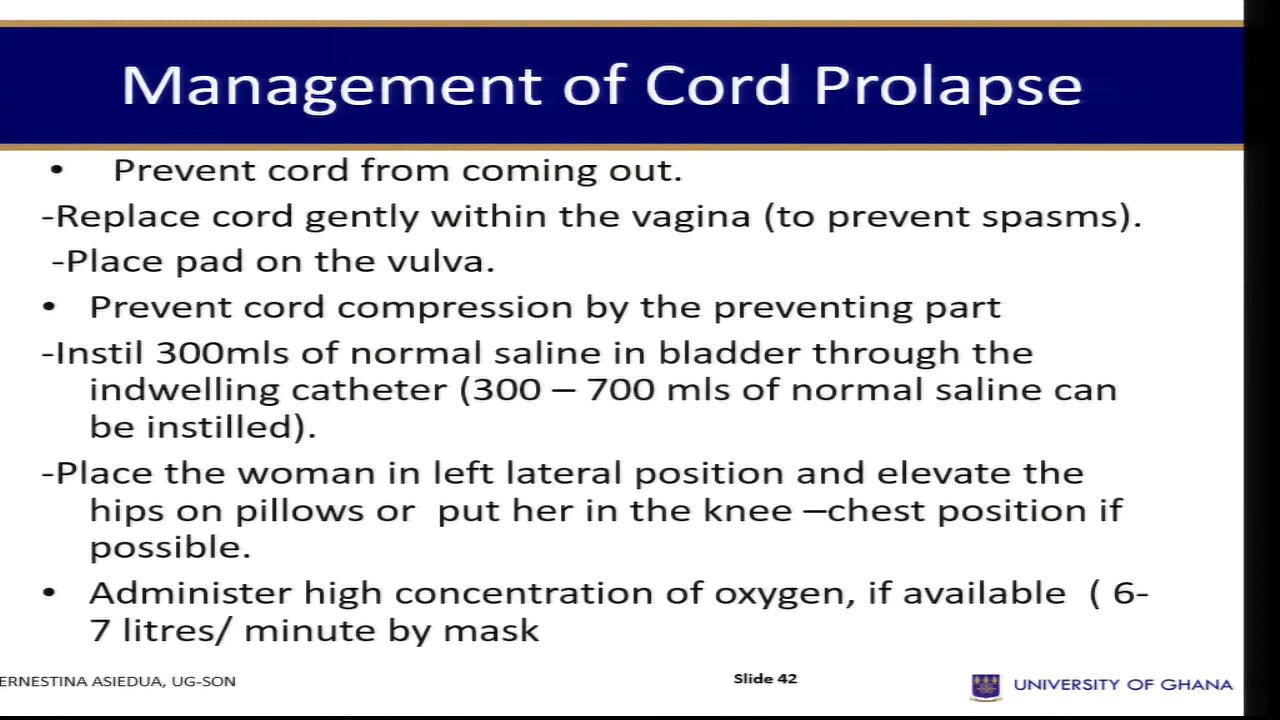 Management of Cord Prolapse
• Prevent cord from coming out.
-Replace cord gently within the vagina (to prevent spasms).
-Place pad on the vulva.
• Prevent cord compression by the preventing part
-Instil 300mls of normal saline in bladder through the
indwelling catheter (300 – 700 mls of normal saline can
be instilled).
-Place the woman in left lateral position and elevate the
hips on pillows or put her in the knee –chest position if
possible.
• Administer high concentration of oxygen, if available ( 6-
7 litres/ minute by mask
ERNESTINA ASIEDUA, UG-SON
Slide 42
UNIVERSITY OF GHANA